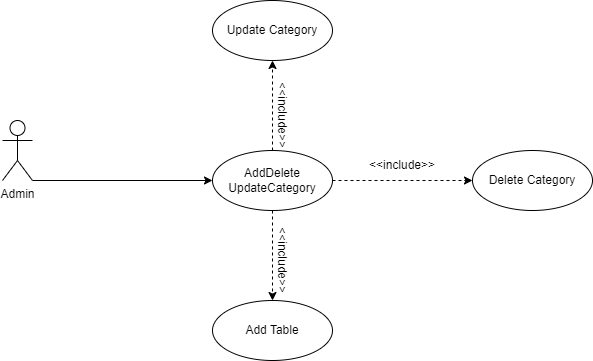 Update Category
<<include>>
AddDelete
UpdateCategory
<<include>>
Delete Category
Admin
<<include>>
Add Table